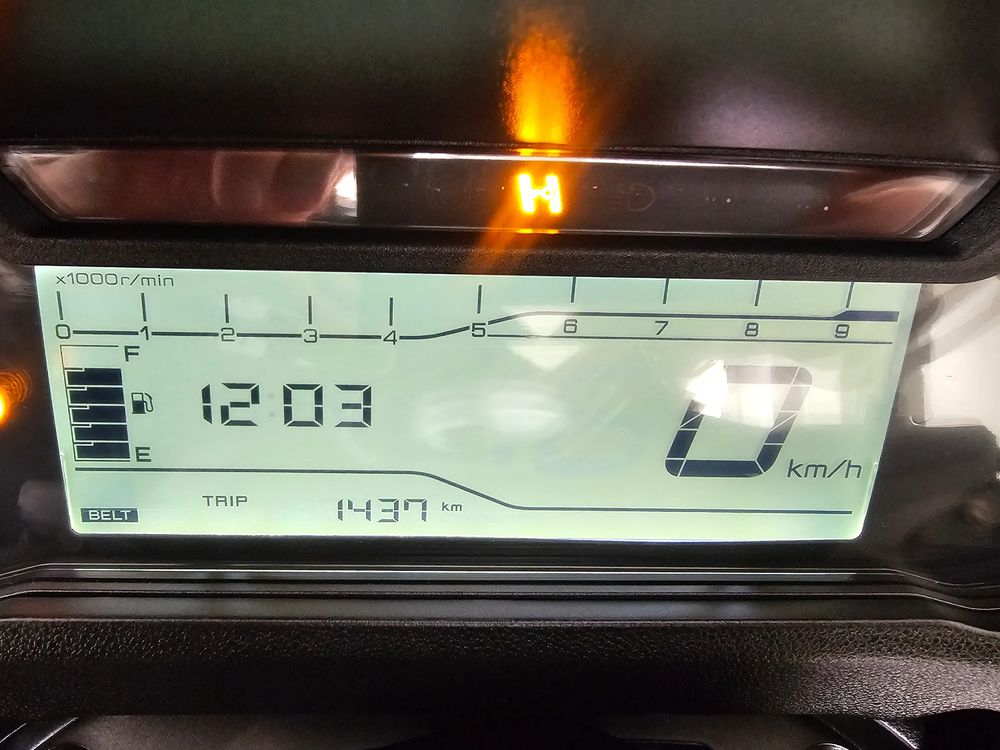 H
x1000r/min
0 1 2 3 4 5 6 7 8 9
F
12:03
0 km/h
E
TRIP 1437 km
BELT